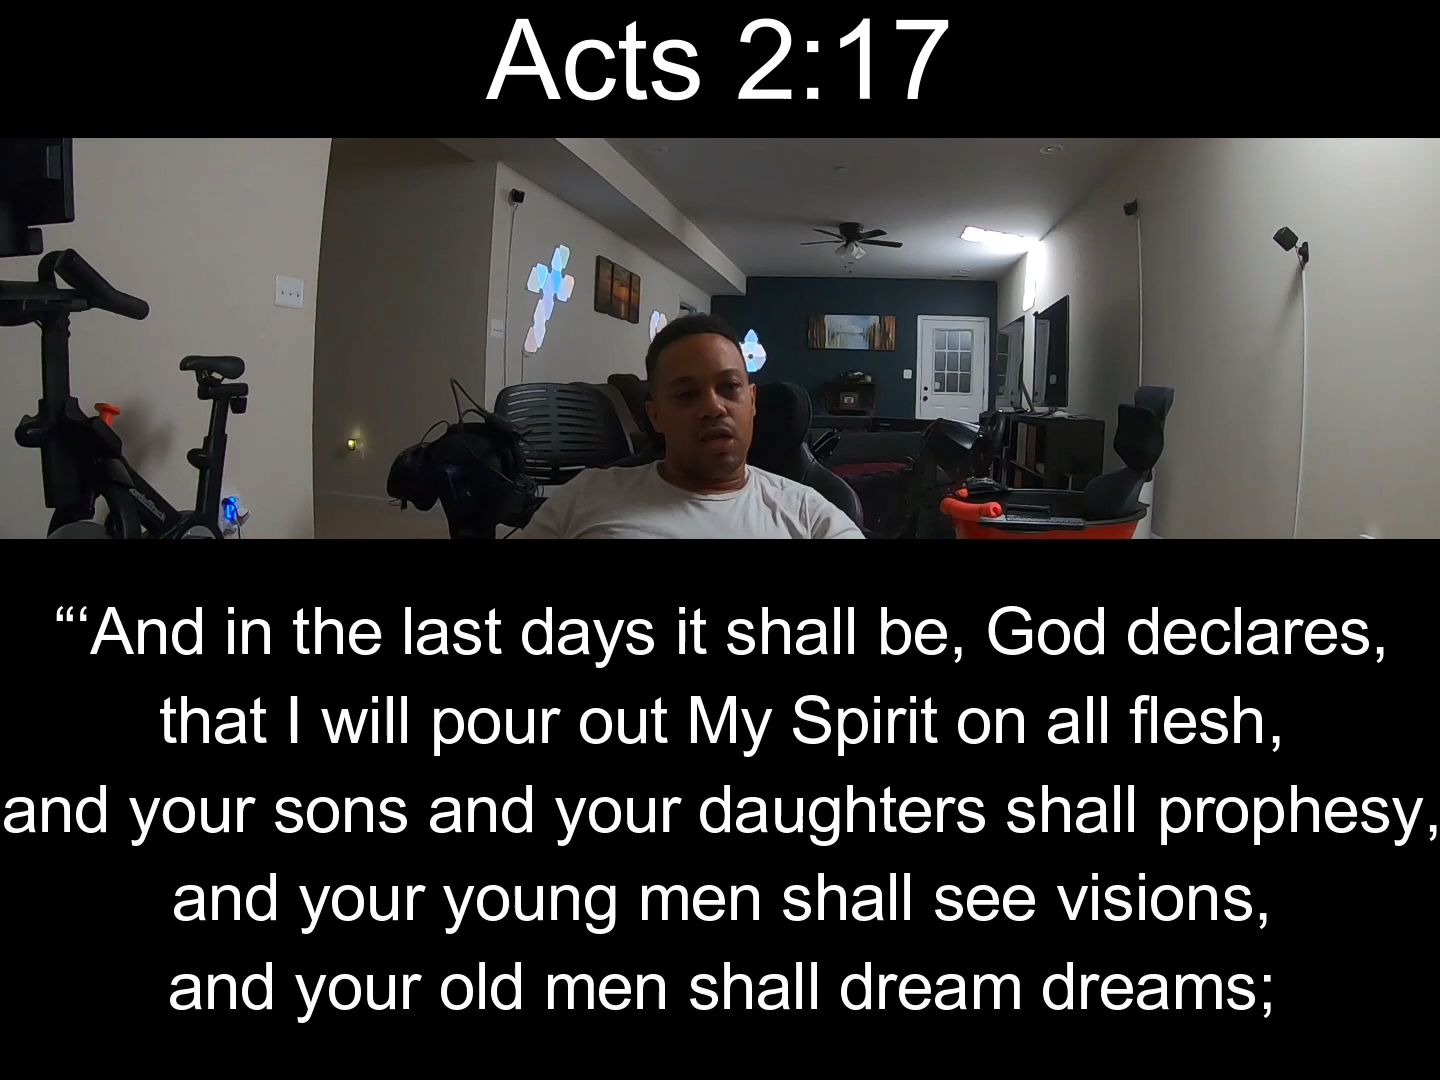 Acts 2:17
“‘And in the last days it shall be, God declares,
that I will pour out My Spirit on all flesh,
and your sons and your daughters shall prophesy,
and your young men shall see visions,
and your old men shall dream dreams;